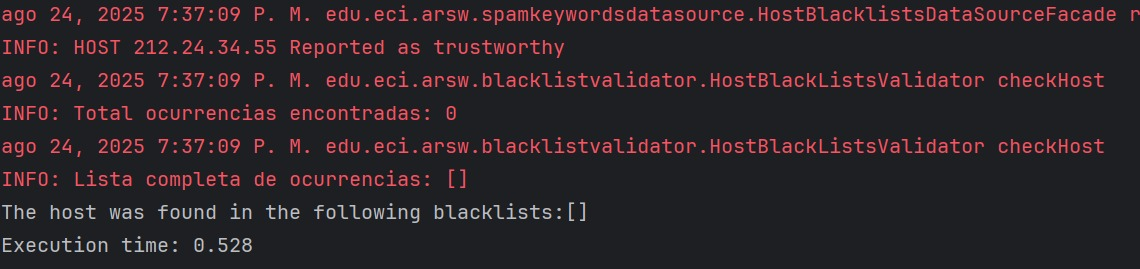 ago 24, 2025 7:37:09 P. M. edu.eci.arsw.spamkeywordsdatasource.HostBlacklistsDataSourceFacade
INFO: HOST 212.24.34.55 Reported as trustworthy
ago 24, 2025 7:37:09 P. M. edu.eci.arsw.blacklistvalidator.HostBlackListsValidator checkHost
INFO: Total ocurrencias encontradas: 0
ago 24, 2025 7:37:09 P. M. edu.eci.arsw.blacklistvalidator.HostBlackListsValidator checkHost
INFO: Lista completa de ocurrencias: []
The host was found in the following blacklists:[]
Execution time: 0.528